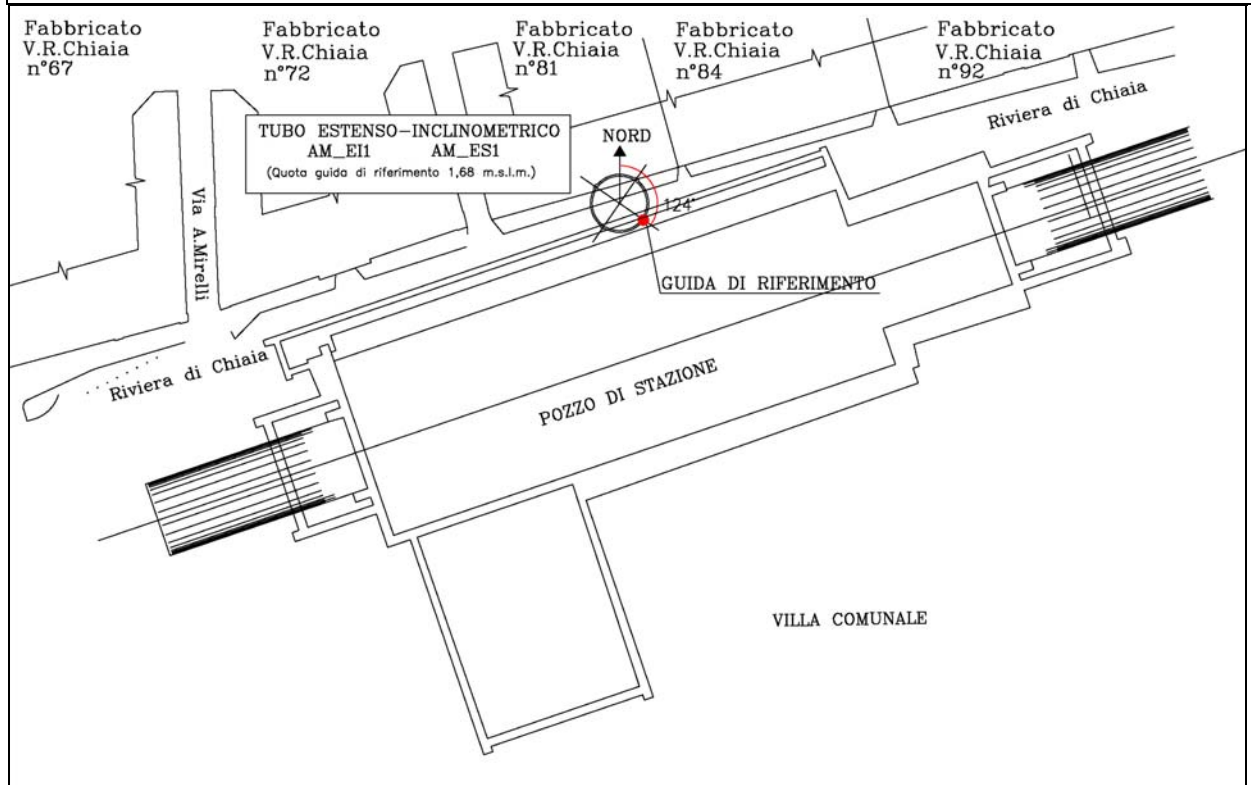 Fabbricato
V.R.Chiaia
n°67
Fabbricato
V.R.Chiaia
n°72
Fabbricato
V.R.Chiaia
n°81
Fabbricato
V.R.Chiaia
n°84
Fabbricato
V.R.Chiaia
n°92
Riviera di Chiaia
TUBO ESTENSO-INCLINOMETRICO
AM_EI1 AM_ES1
(Quota guida di riferimento 1,68 m.s.l.m.)
NORD
124°
Via A.Mirelli
GUIDA DI RIFERIMENTO
Riviera di Chiaia
POZZO DI STAZIONE
VILLA COMUNALE